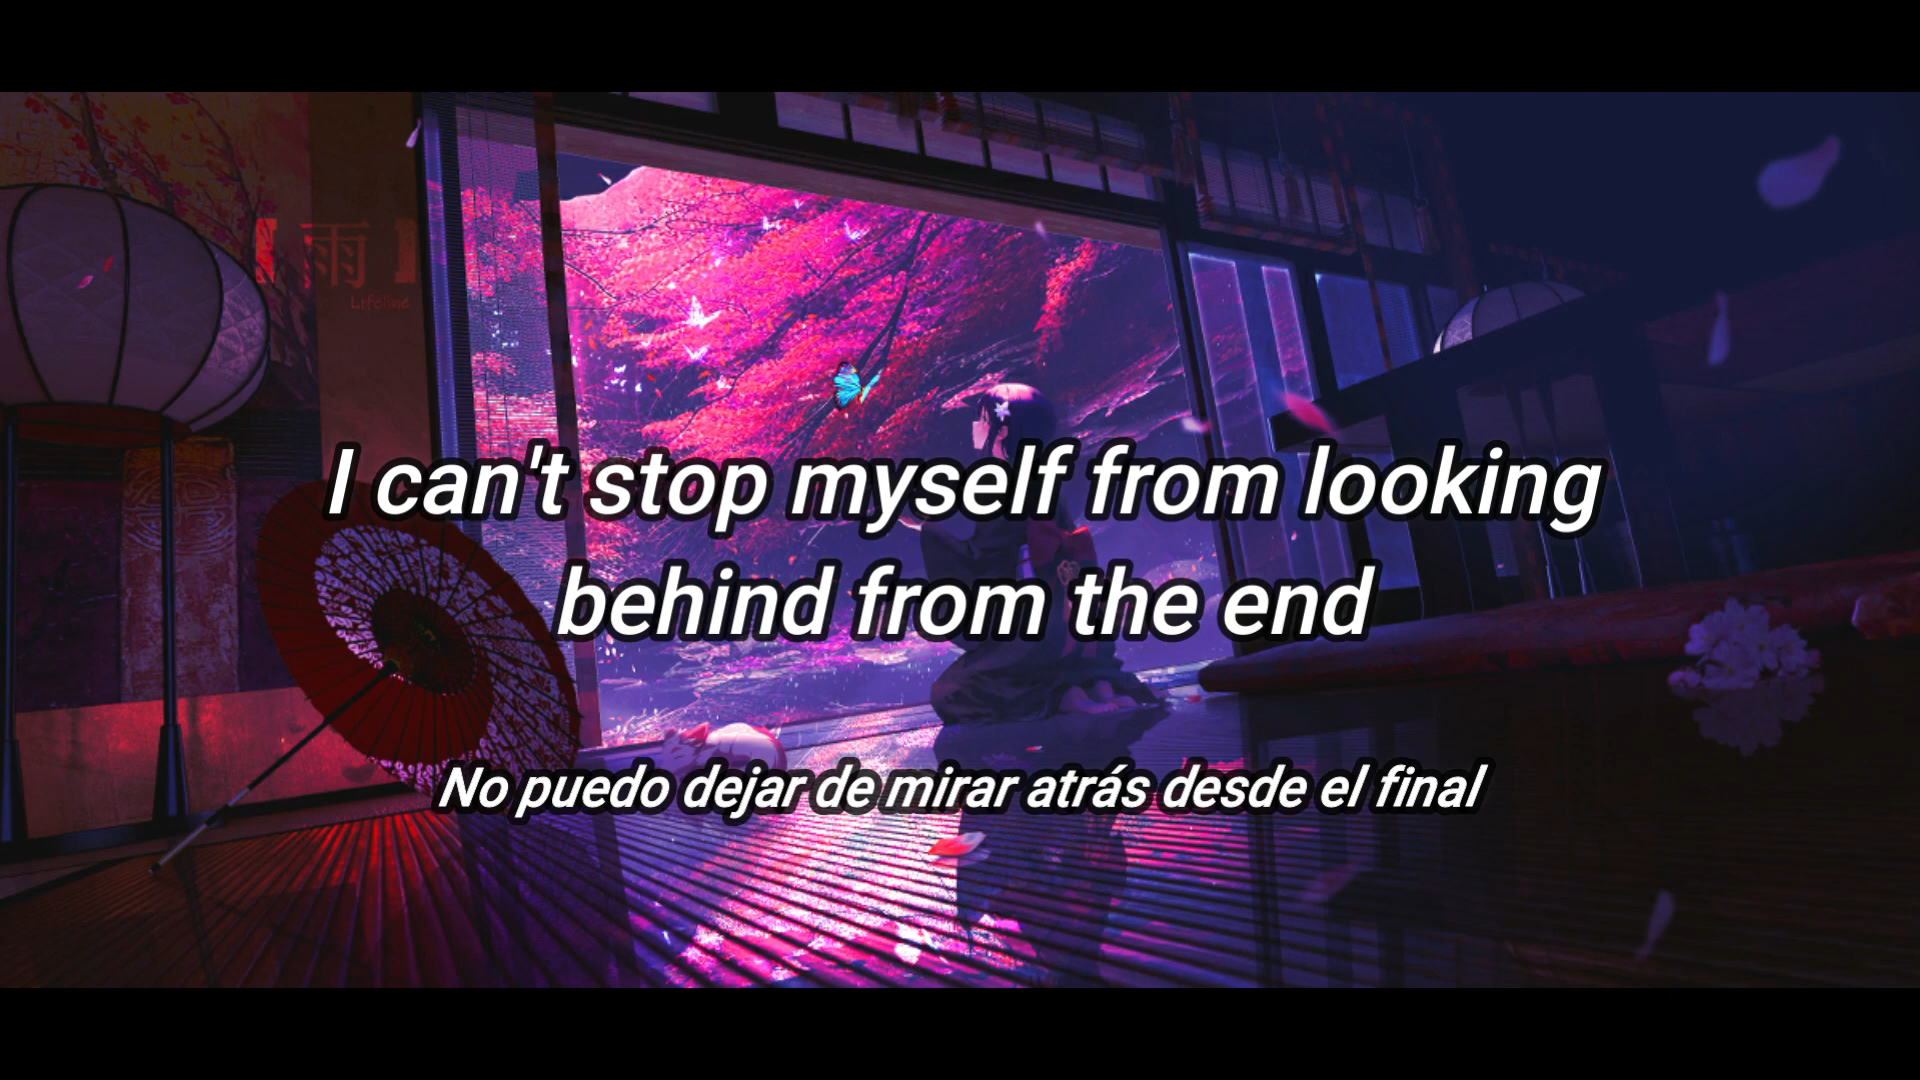 【雨】
Lifeline
I can't stop myself from looking
behind from the end
No puedo dejar de mirar atrás desde el final